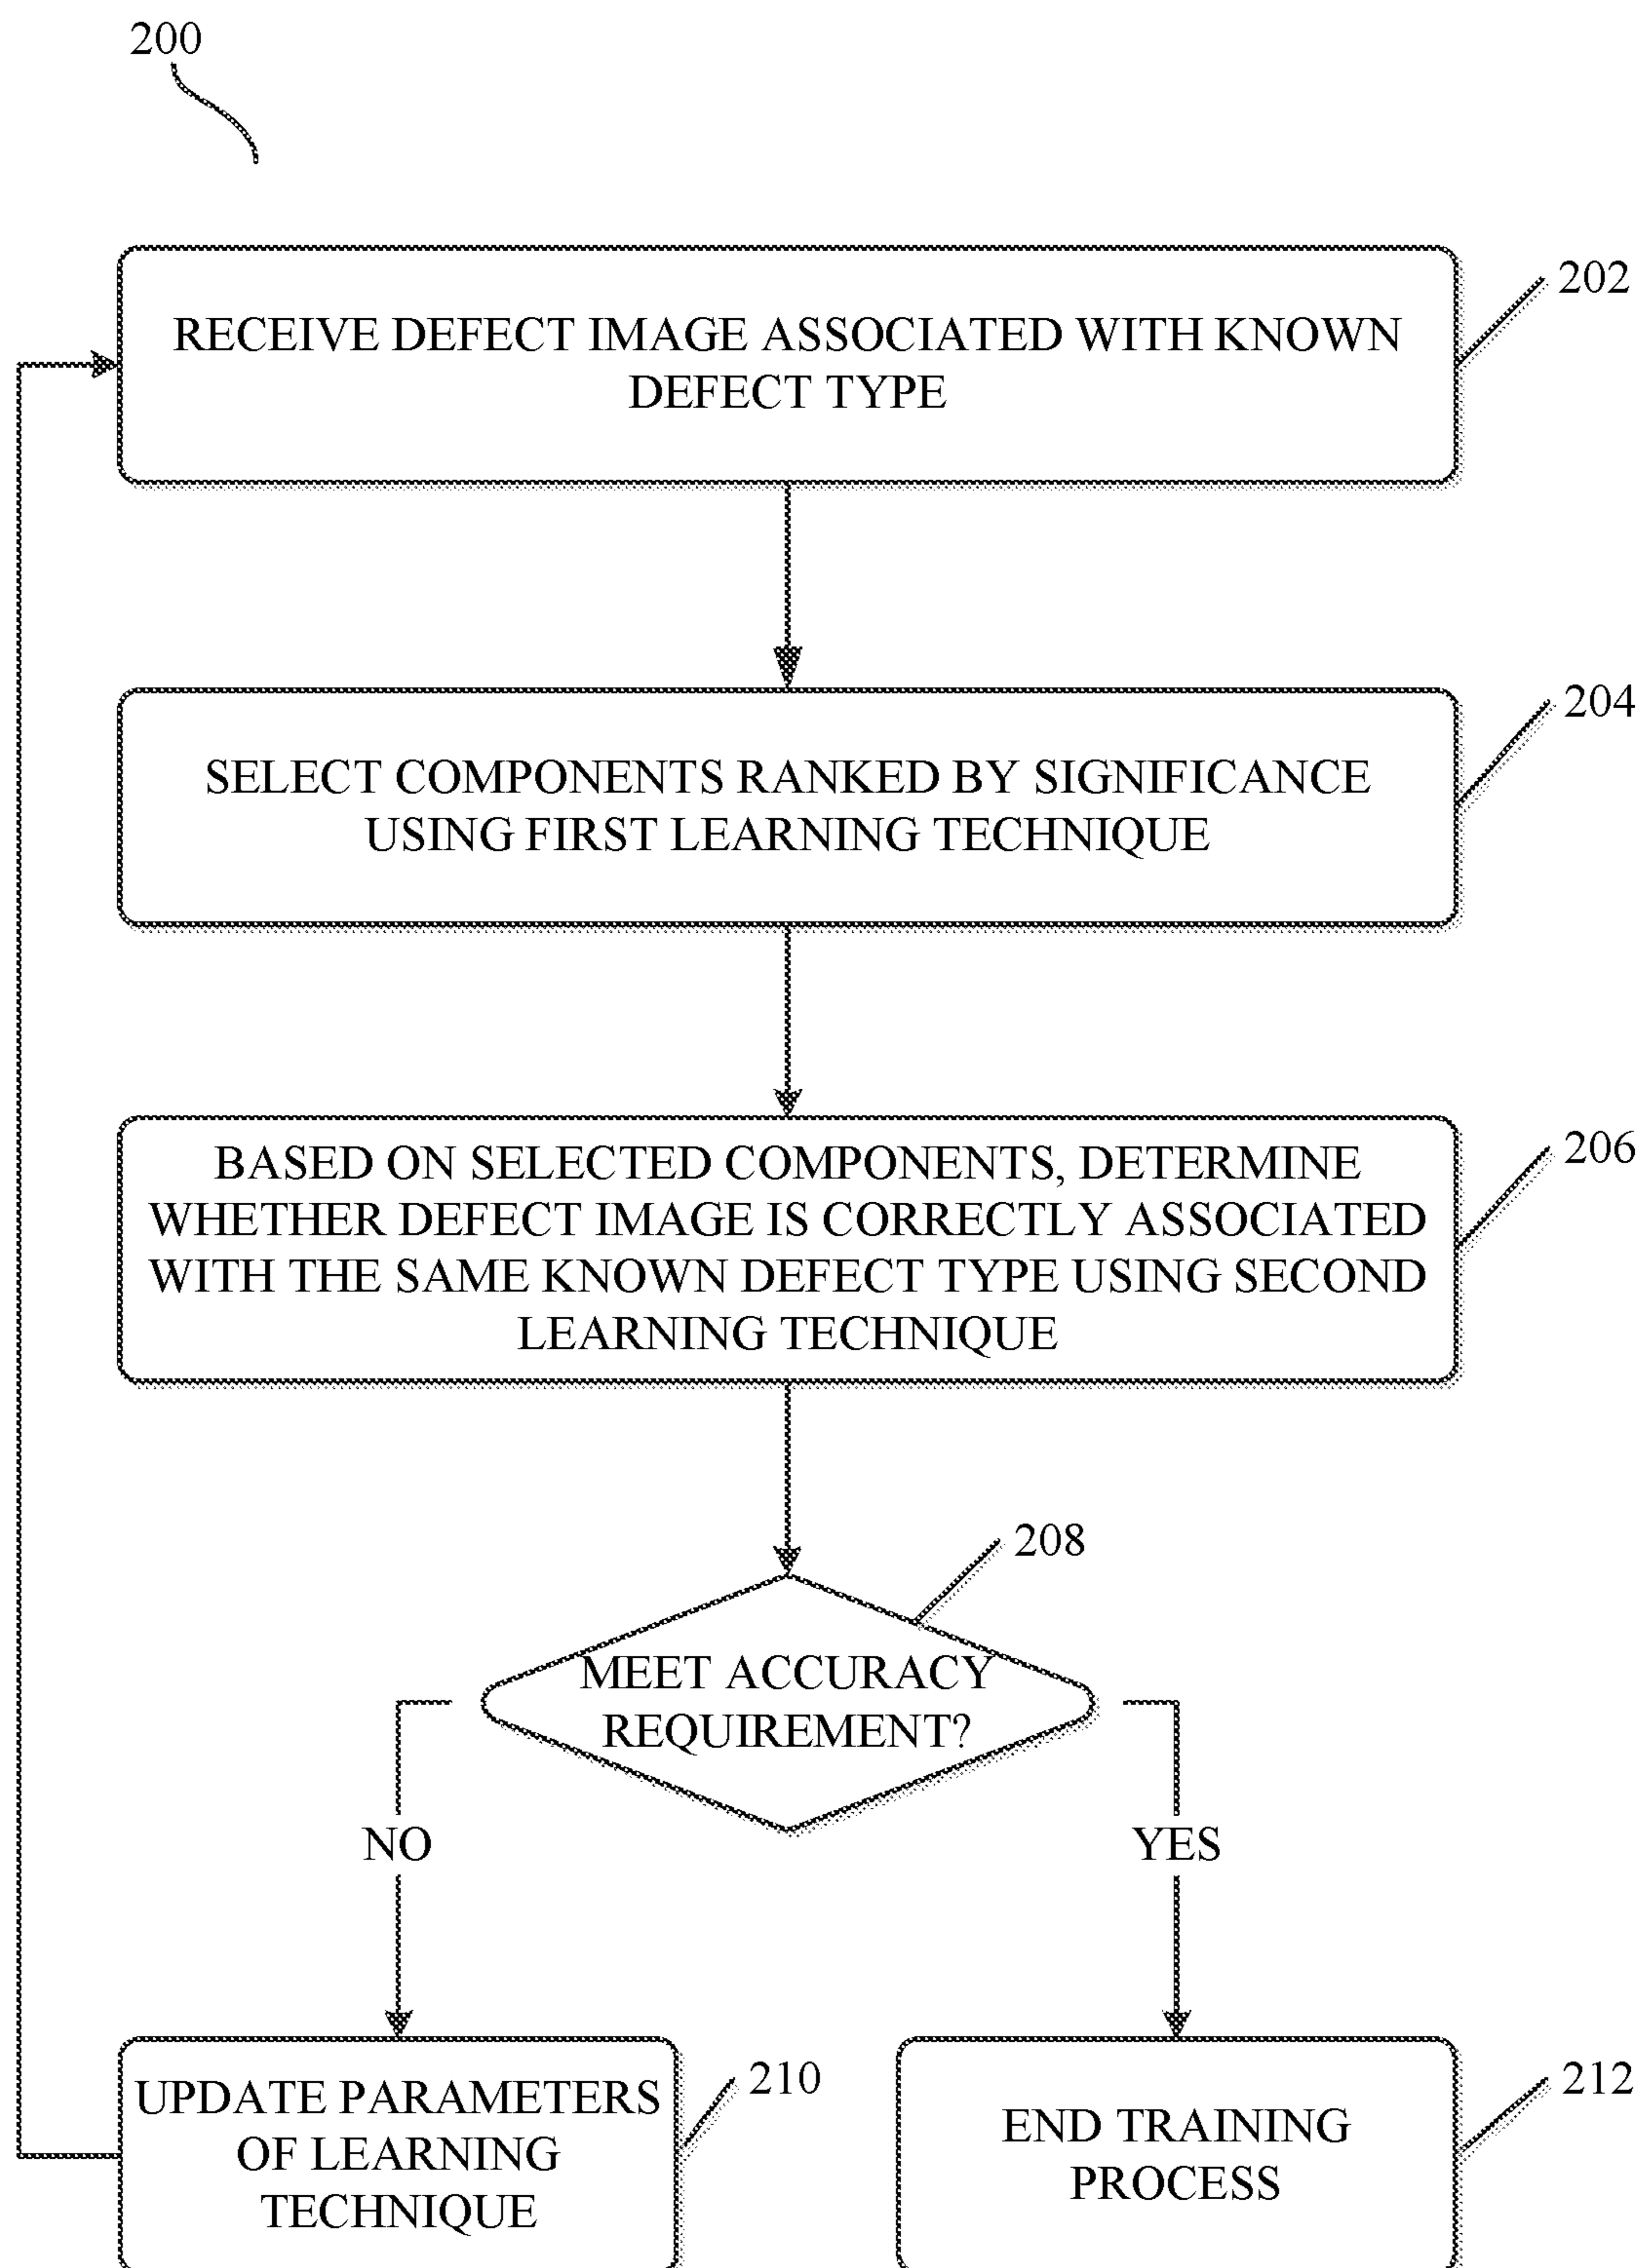 200
202
RECEIVE DEFECT IMAGE ASSOCIATED WITH KNOWN
DEFECT TYPE
204
SELECT COMPONENTS RANKED BY SIGNIFICANCE
USING FIRST LEARNING TECHNIQUE
206
BASED ON SELECTED COMPONENTS, DETERMINE
WHETHER DEFECT IMAGE IS CORRECTLY ASSOCIATED
WITH THE SAME KNOWN DEFECT TYPE USING SECOND
LEARNING TECHNIQUE
208
MEET ACCURACY
REQUIREMENT?
NO
YES
210
UPDATE PARAMETERS
OF LEARNING
TECHNIQUE
212
END TRAINING
PROCESS